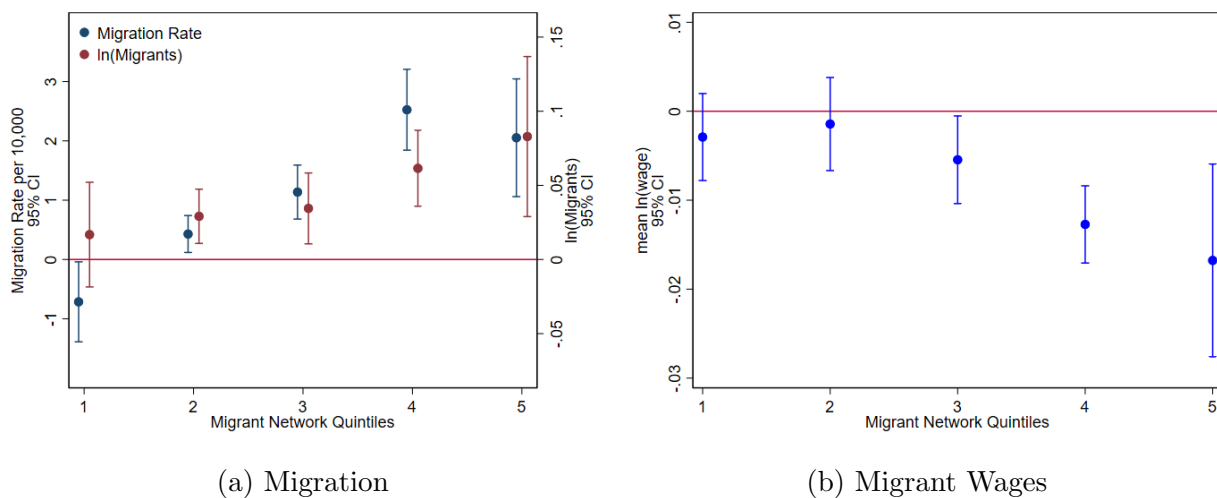 Migration Rate
ln(Migrants)
Migration Rate per 10,000
95% CI
3
2
1
0
-1
.15
.1
.05
0
-.05
ln(Migrants)
95% CI
1 2 3 4 5
Migrant Network Quintiles
(a) Migration
mean ln(wage)
95% CI
.01
0
-.01
-.02
-.03
1 2 3 4 5
Migrant Network Quintiles
(b) Migrant Wages